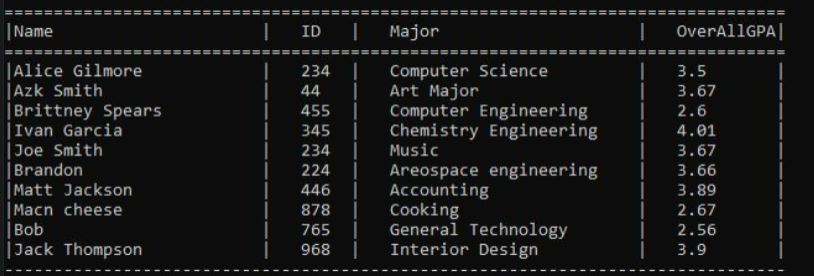 ================================================================================
|Name | ID | Major | OverAllGPA|
================================================================================
|Alice Gilmore | 234 | Computer Science | 3.5 |
|Azk Smith | 44 | Art Major | 3.67 |
|Brittney Spears | 455 | Computer Engineering | 2.6 |
|Ivan Garcia | 345 | Chemistry Engineering | 4.01 |
|Joe Smith | 234 | Music | 3.67 |
|Brandon | 224 | Areospace engineering | 3.66 |
|Matt Jackson | 446 | Accounting | 3.89 |
|Macn cheese | 878 | Cooking | 2.67 |
|Bob | 765 | General Technology | 2.56 |
|Jack Thompson | 968 | Interior Design | 3.9 |
--------------------------------------------------------------------------------